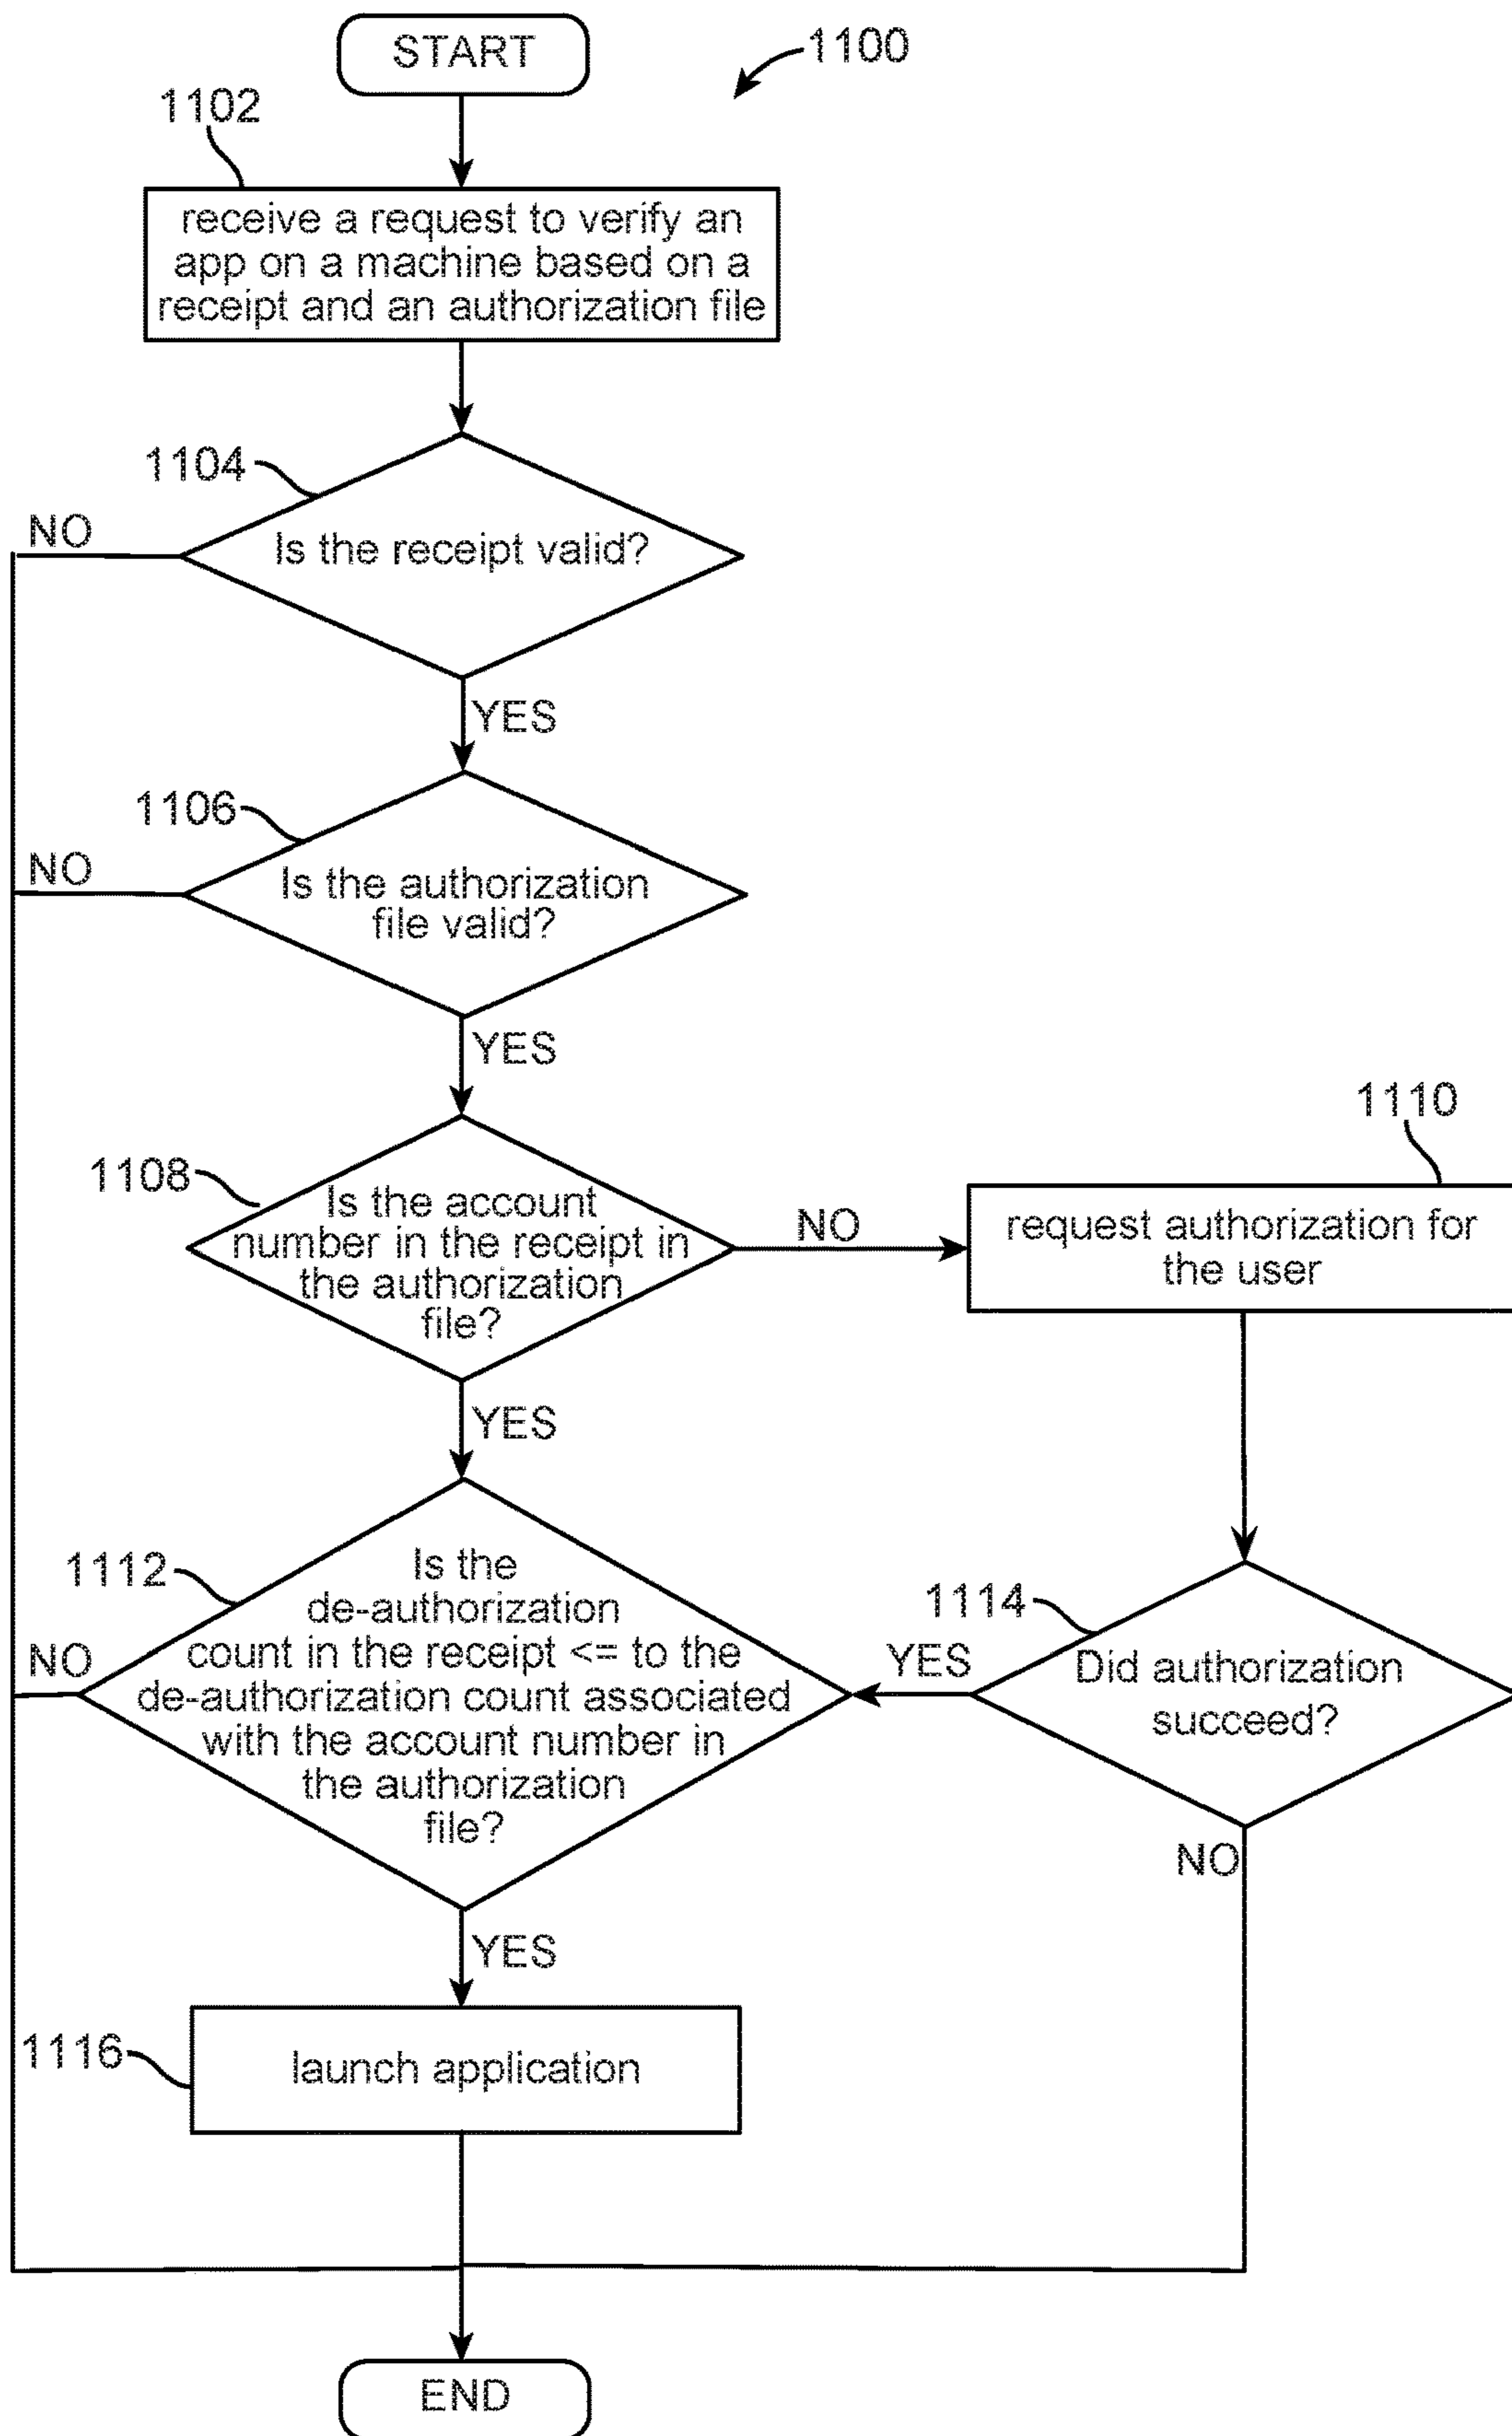 START
1100
1102
receive a request to verify an
app on a machine based on a
receipt and an authorization file
1104
NO
Is the receipt valid?
YES
1106
NO
Is the authorization
file valid?
YES
1108
Is the account
number in the receipt in
the authorization
file?
NO
1110
request authorization for
the user
YES
1112
NO
Is the
de-authorization
count in the receipt <= to the
de-authorization count associated
with the account number in
the authorization
file?
YES
1114
Did authorization
succeed?
NO
YES
1116
launch application
END